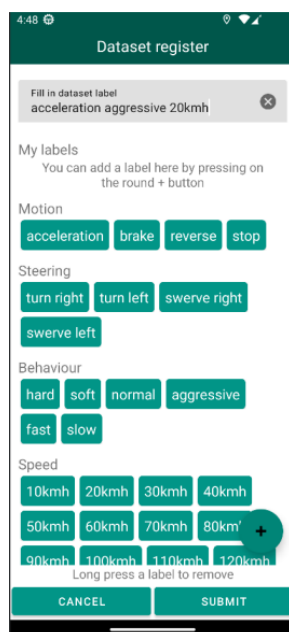 4:48
Dataset register
Fill in dataset label
acceleration aggressive 20kmh
My labels
You can add a label here by pressing on
the round + button
Motion
acceleration brake reverse stop
Steering
turn right turn left swerve right
swerve left
Behaviour
hard soft normal aggressive
fast slow
Speed
10kmh 20kmh 30kmh 40kmh
+
50kmh 60kmh 70kmh
90kmh 100kmh 110kmh 120kmh
Long press a label to remove
CANCEL SUBMIT